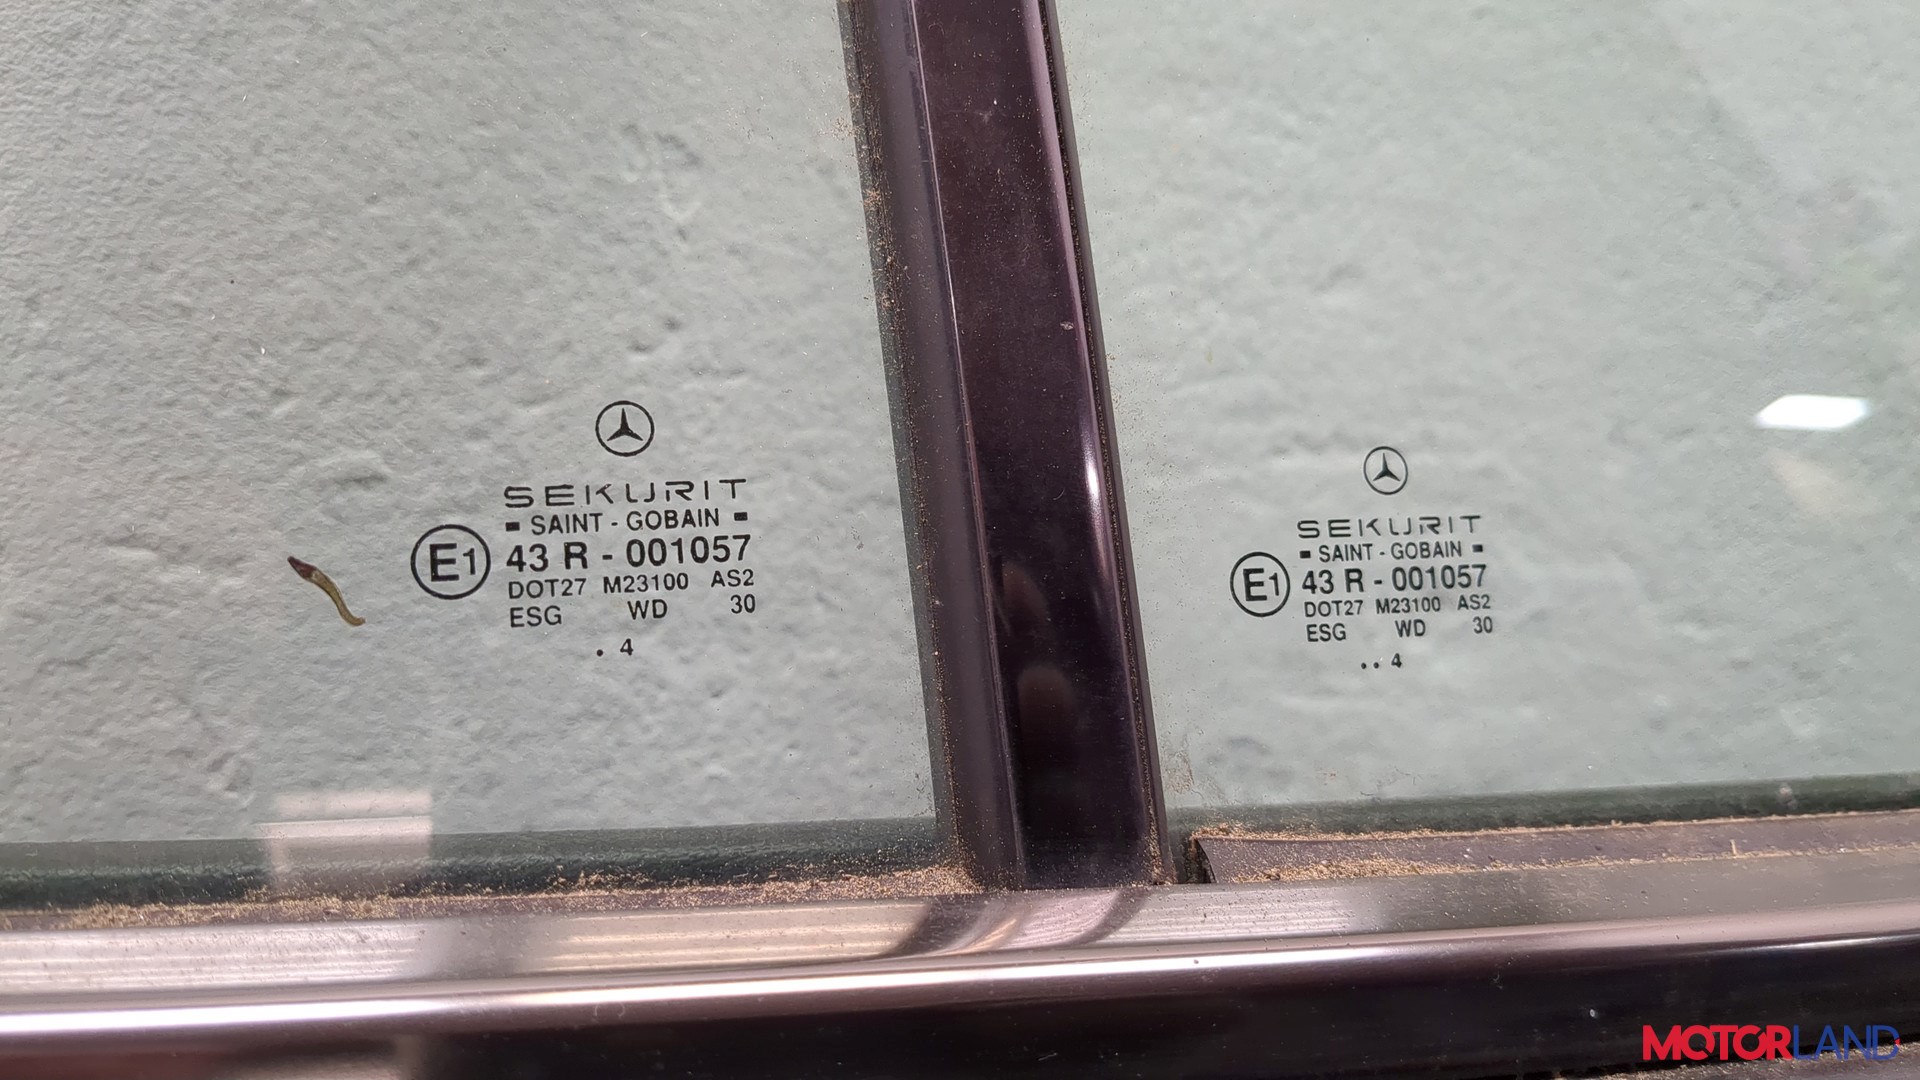 SEKURIT
SAINT - GOBAIN
E1 43 R - 001057
DOT27 M23100 AS2
ESG WD 30
. 4
SEKURIT
SAINT - GOBAIN
E1 43 R - 001057
DOT27 M23100 AS2
ESG WD 30
.. 4
MOTORLAND